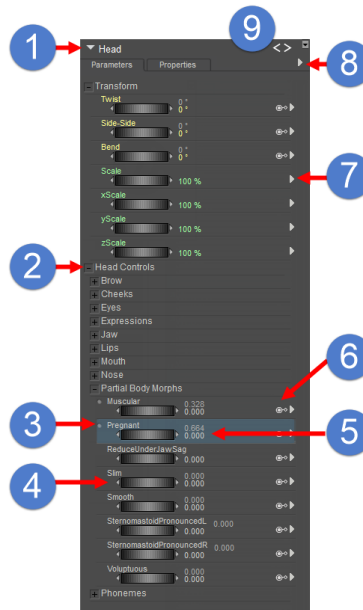 9
1
Head
< >
Parameters Properties
8
Transform
Twist
0 °
0 °
Side-Side
0 °
0 °
Bend
0 °
0 °
Scale
100 %
7
xScale
100 %
yScale
100 %
zScale
100 %
2
Head Controls
Brow
Cheeks
Eyes
Expressions
Jaw
Lips
Mouth
Nose
6
Partial Body Morphs
Muscular
0.328
0.000
3
Pregnant
0.664
0.000
5
ReduceUnderJawSag
0.000
4
Slim
0.000
0.000
Smooth
0.000
0.000
SternomastoidPronouncedL 0.000
0.000
SternomastoidPronouncedR 0.000
0.000
Voluptuous
0.000
0.000
Phonemes